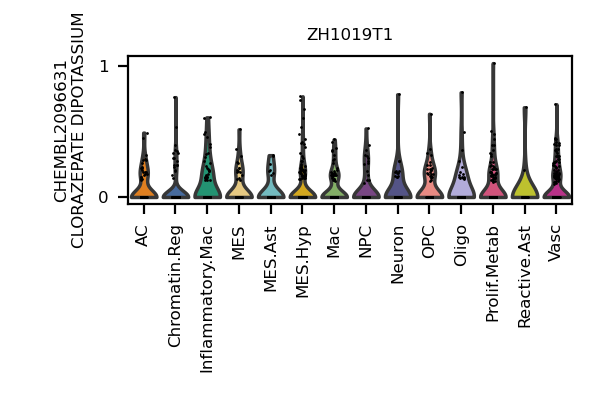 ZH1019T1
CHEMBL2096631
CLORAZEPATE DIPOTASSIUM
1
0
AC
Chromatin.Reg
Inflammatory.Mac
MES
MES.Ast
MES.Hyp
Mac
NPC
Neuron
OPC
Oligo
Prolif.Metab
Reactive.Ast
Vasc